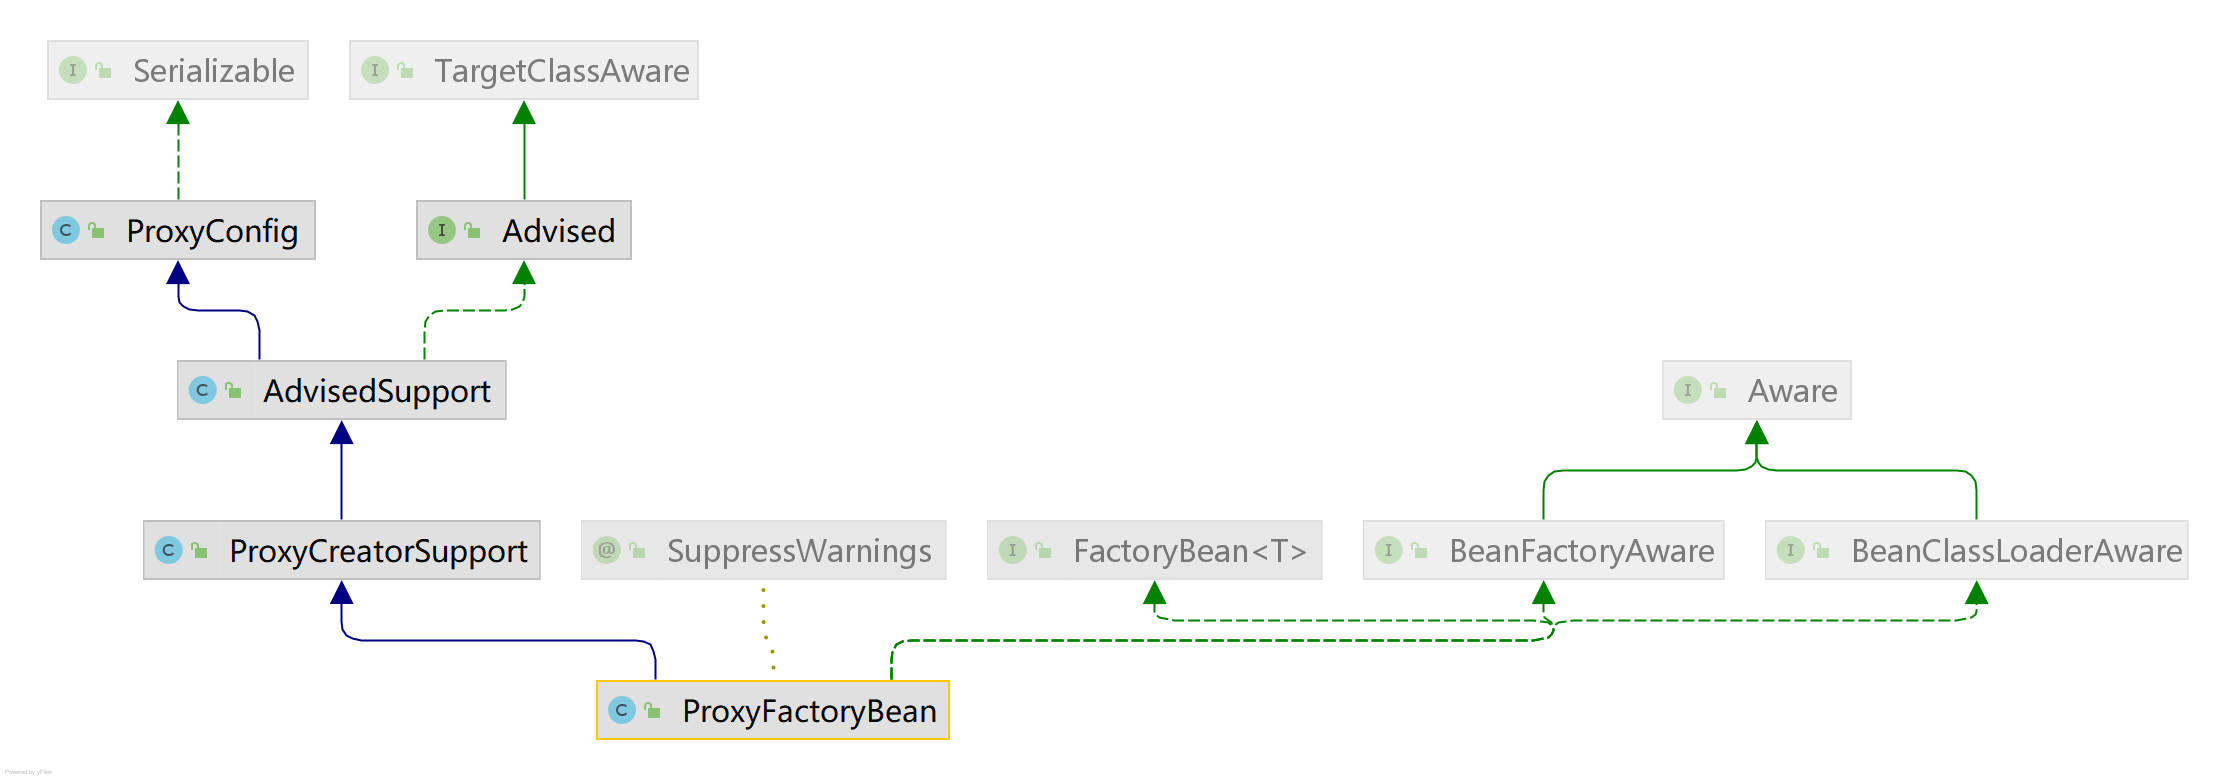 Serializable
TargetClassAware
ProxyConfig
Advised
AdvisedSupport
Aware
ProxyCreatorSupport
SuppressWarnings
FactoryBean<T>
BeanFactoryAware
BeanClassLoaderAware
ProxyFactoryBean
Powered by yFiles